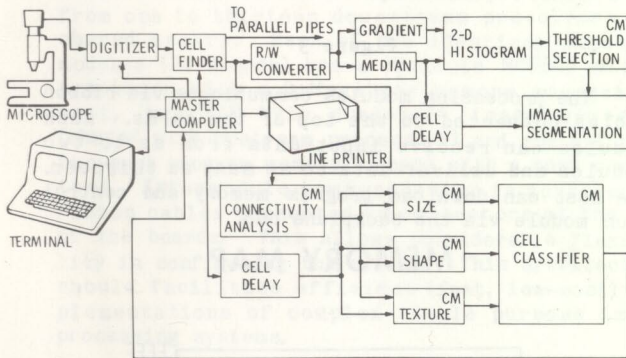 TO
PARALLEL PIPES
CM
GRADIENT
2-D
HISTOGRAM
THRESHOLD
SELECTION
DIGITIZER
CELL
FINDER
R/W
CONVERTER
MEDIAN
MICROSCOPE
MASTER
COMPUTER
LINE PRINTER
CELL
DELAY
IMAGE
SEGMENTATION
TERMINAL
CM
CONNECTIVITY
ANALYSIS
CM
SIZE
CM
CELL
CLASSIFIER
CELL
DELAY
CM
SHAPE
CM
TEXTURE